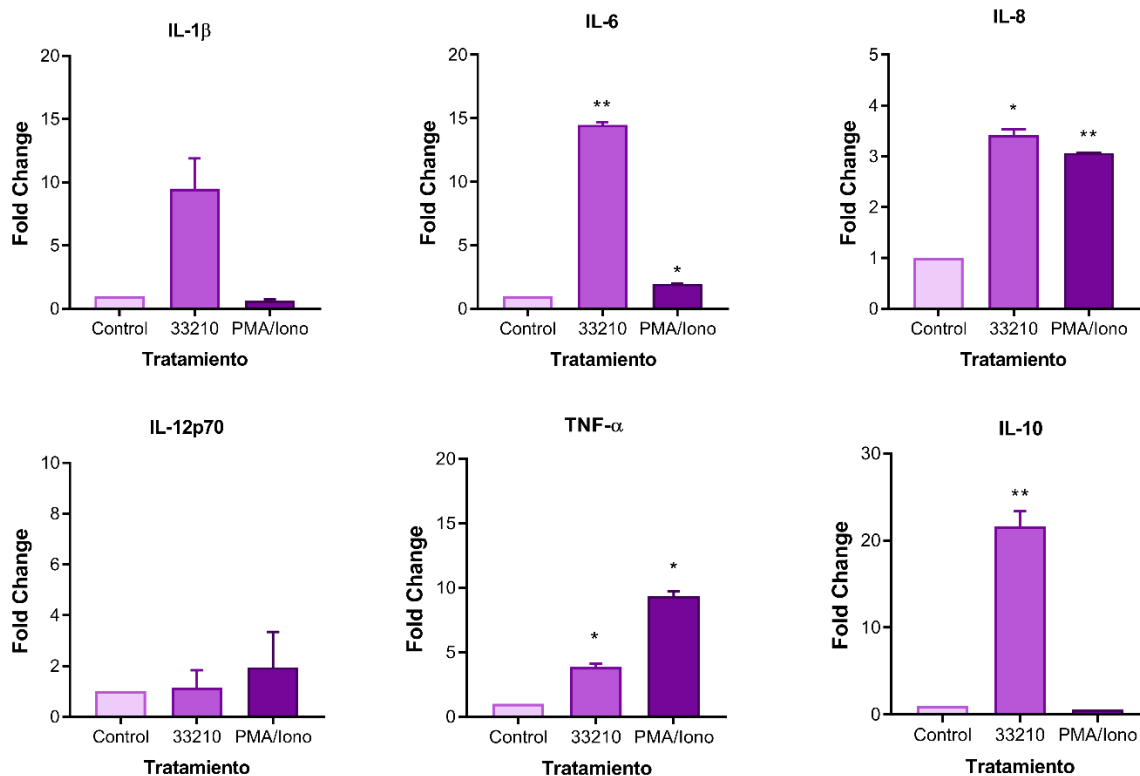 IL-1β
20
15
10
5
0
Fold Change
Control 33210 PMA/Iono
Tratamiento
IL-6
20
15
10
5
0
Fold Change
**
*
Control 33210 PMA/Iono
Tratamiento
IL-8
5
4
3
2
1
0
Fold Change
*
**
Control 33210 PMA/Iono
Tratamiento
IL-12p70
10
8
6
4
2
0
Fold Change
Control 33210 PMA/Iono
Tratamiento
TNF-α
20
15
10
5
0
Fold Change
*
*
Control 33210 PMA/Iono
Tratamiento
IL-10
30
20
10
0
Fold Change
**
Control 33210 PMA/Iono
Tratamiento